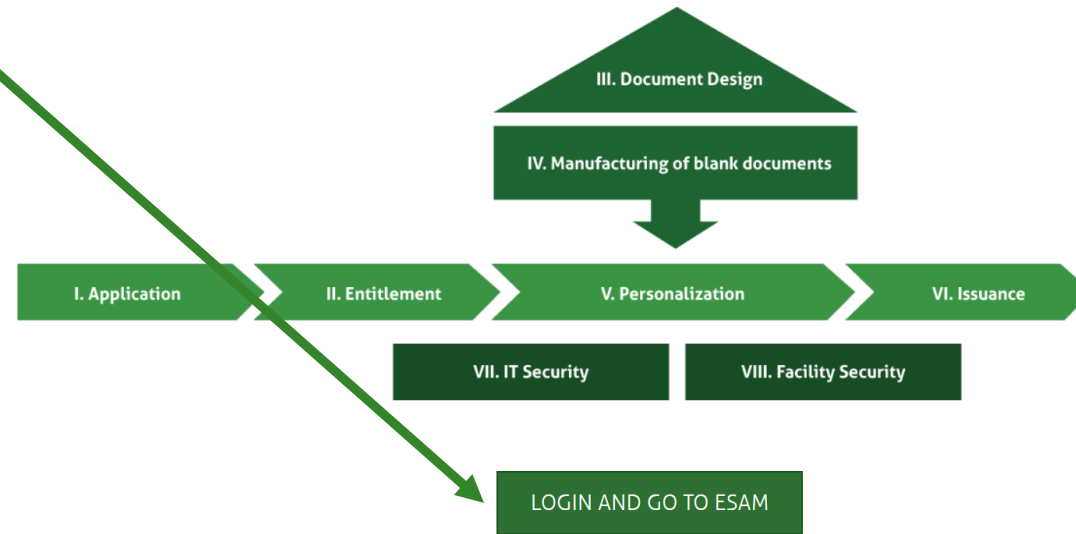 III. Document Design
IV. Manufacturing of blank documents
I. Application
II. Entitlement
V. Personalization
VI. Issuance
VII. IT Security
VIII. Facility Security
LOGIN AND GO TO ESAM